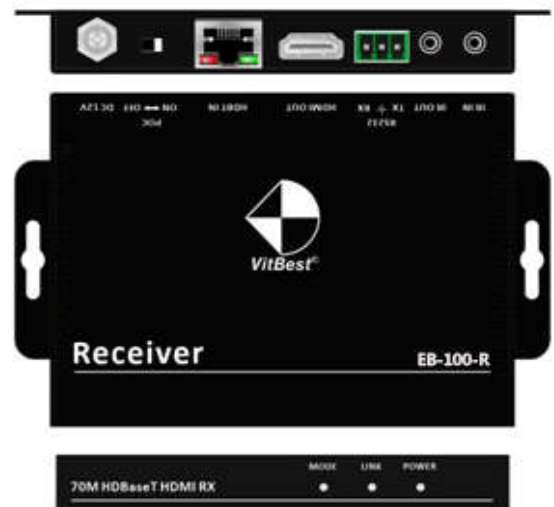 DC 12V OFF ⬌ ON HDBT IN HDMI OUT RX ⏚ TX IR OUT IR IN
POC RS232
VitBest®
Receiver EB-100-R
MODE LINK POWER
70M HDBaseT HDMI RX